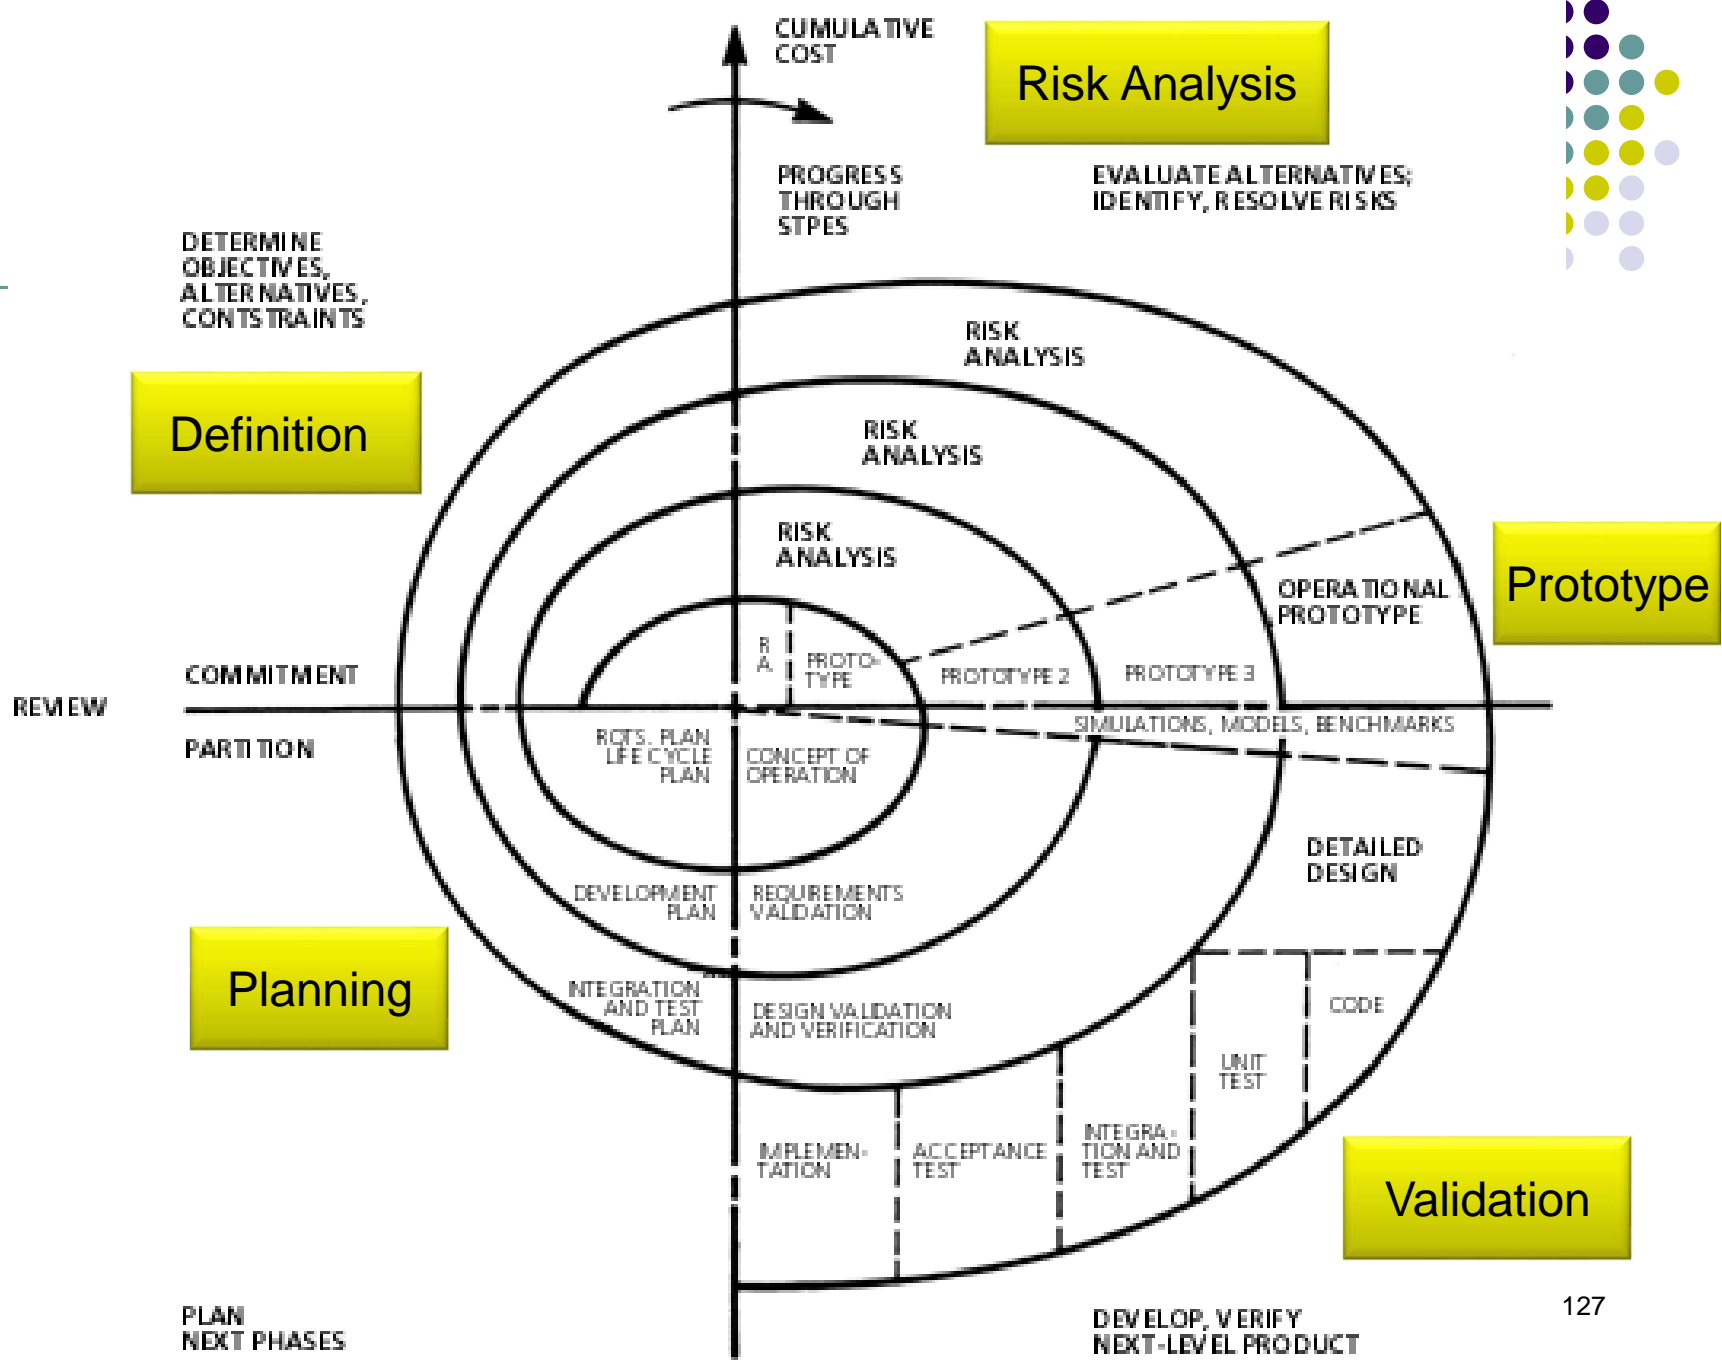 CUMULATIVE
COST
Risk Analysis
PROGRESS
THROUGH
STPES
EVALUATE ALTERNATIVES;
IDENTIFY, RESOLVE RISKS
DETERMINE
OBJECTIVES,
ALTERNATIVES,
CONTSTRAINTS
Definition
RISK
ANALYSIS
RISK
ANALYSIS
RISK
ANALYSIS
R
A
PROTO-
TYPE
PROTOTYPE 2
PROTOTYPE 3
OPERATIONAL
PROTOTYPE
Prototype
COMMITMENT
REVIEW
PARTITION
SIMULATIONS, MODELS, BENCHMARKS
RQTS. PLAN
LIFE CYCLE
PLAN
CONCEPT OF
OPERATION
DETAILED
DESIGN
DEVELOPMENT
PLAN
REQUIREMENTS
VALIDATION
Planning
INTEGRATION
AND TEST
PLAN
DESIGN VALIDATION
AND VERIFICATION
CODE
UNIT
TEST
INTEGRA-
TION AND
TEST
ACCEPTANCE
TEST
IMPLEMEN-
TATION
Validation
PLAN
NEXT PHASES
DEVELOP, VERIFY
NEXT-LEVEL PRODUCT
127